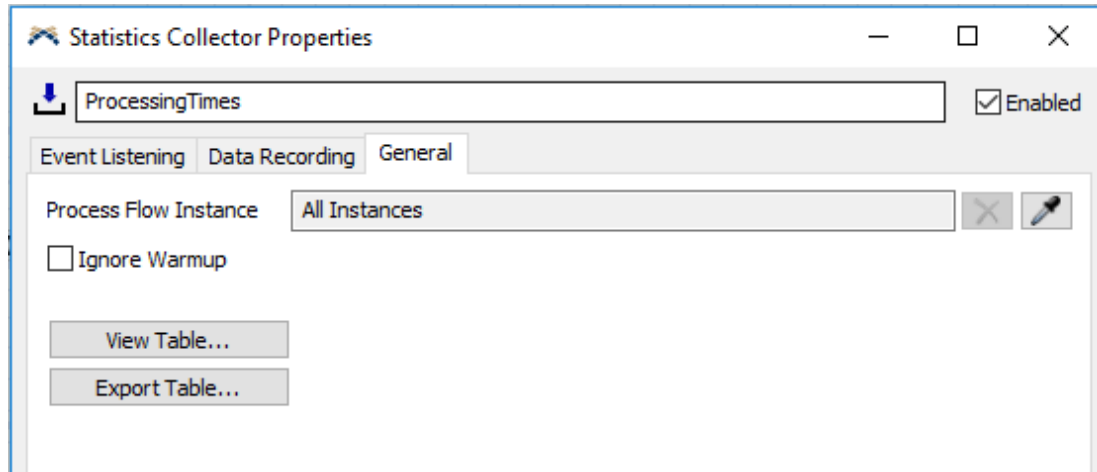 Statistics Collector Properties
ProcessingTimes
Enabled
Event Listening Data Recording General
Process Flow Instance All Instances
Ignore Warmup
View Table...
Export Table...